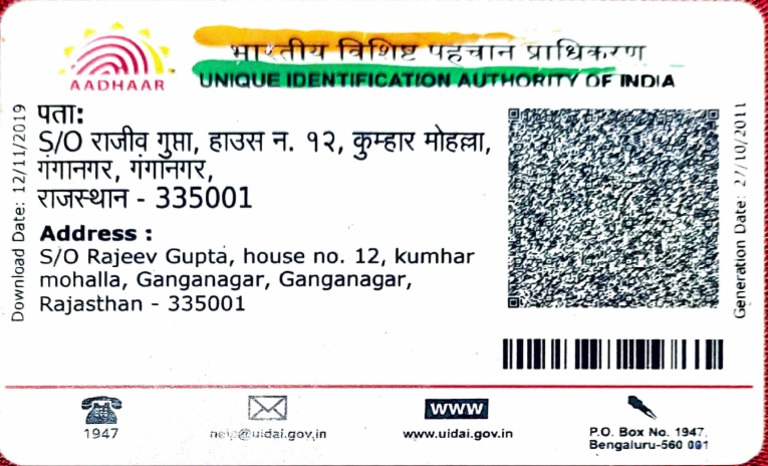 भारतीय विशिष्ट पहचान प्राधिकरण
AADHAAR
UNIQUE IDENTIFICATION AUTHORITY OF INDIA
Download Date: 12/11/2019
पता:
S/O राजीव गुप्ता, हाउस न. १२, कुम्हार मोहल्ला,
गंगानगर, गंगानगर,
राजस्थान - 335001
Address :
S/O Rajeev Gupta, house no. 12, kumhar
mohalla, Ganganagar, Ganganagar,
Rajasthan - 335001
Generation Date: 27/10/2011
1947
help@uidai.gov.in
WWW
www.uidai.gov.in
P.O. Box No. 1947,
Bengaluru-560 001